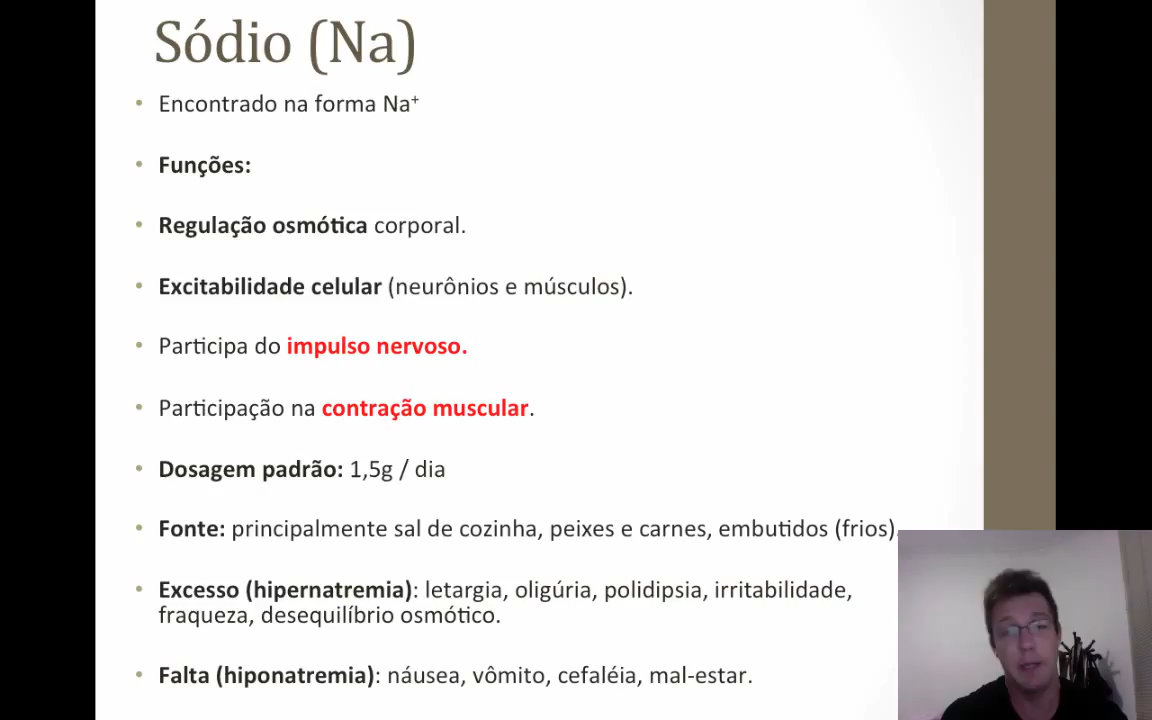 Sódio (Na)
• Encontrado na forma Na⁺
• Funções:
• Regulação osmótica corporal.
• Excitabilidade celular (neurônios e músculos).
• Participa do impulso nervoso.
• Participação na contração muscular.
• Dosagem padrão: 1,5g / dia
• Fonte: principalmente sal de cozinha, peixes e carnes, embutidos (frios).
• Excesso (hipernatremia): letargia, oligúria, polidipsia, irritabilidade,
fraqueza, desequilíbrio osmótico.
• Falta (hiponatremia): náusea, vômito, cefaléia, mal-estar.